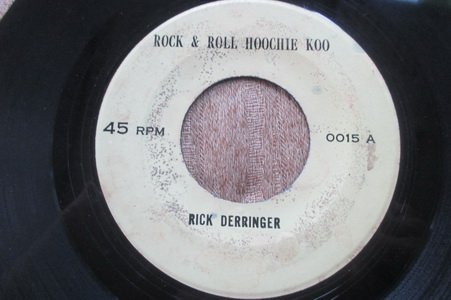 ROCK & ROLL HOOCHIE KOO
45 RPM
0015 A
RICK DERRINGER